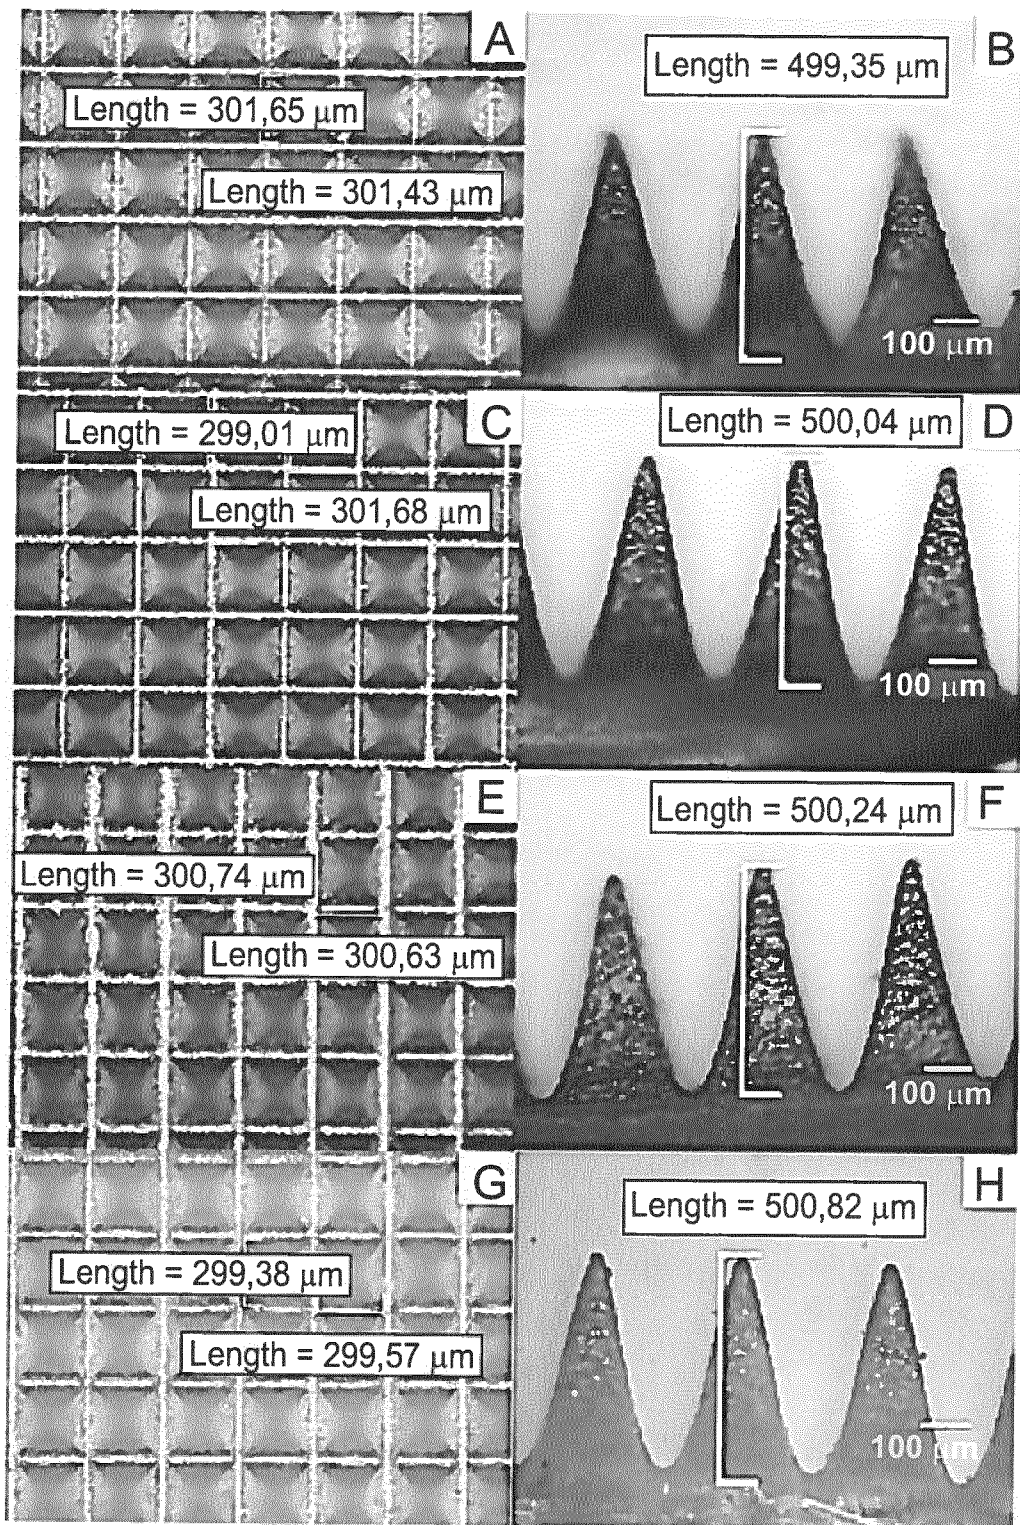 A
Length = 301,65 μm
Length = 301,43 μm
B
Length = 499,35 μm
100 μm
C
Length = 299,01 μm
Length = 301,68 μm
D
Length = 500,04 μm
100 μm
E
Length = 300,74 μm
Length = 300,63 μm
F
Length = 500,24 μm
100 μm
G
Length = 299,38 μm
Length = 299,57 μm
H
Length = 500,82 μm
100 μm